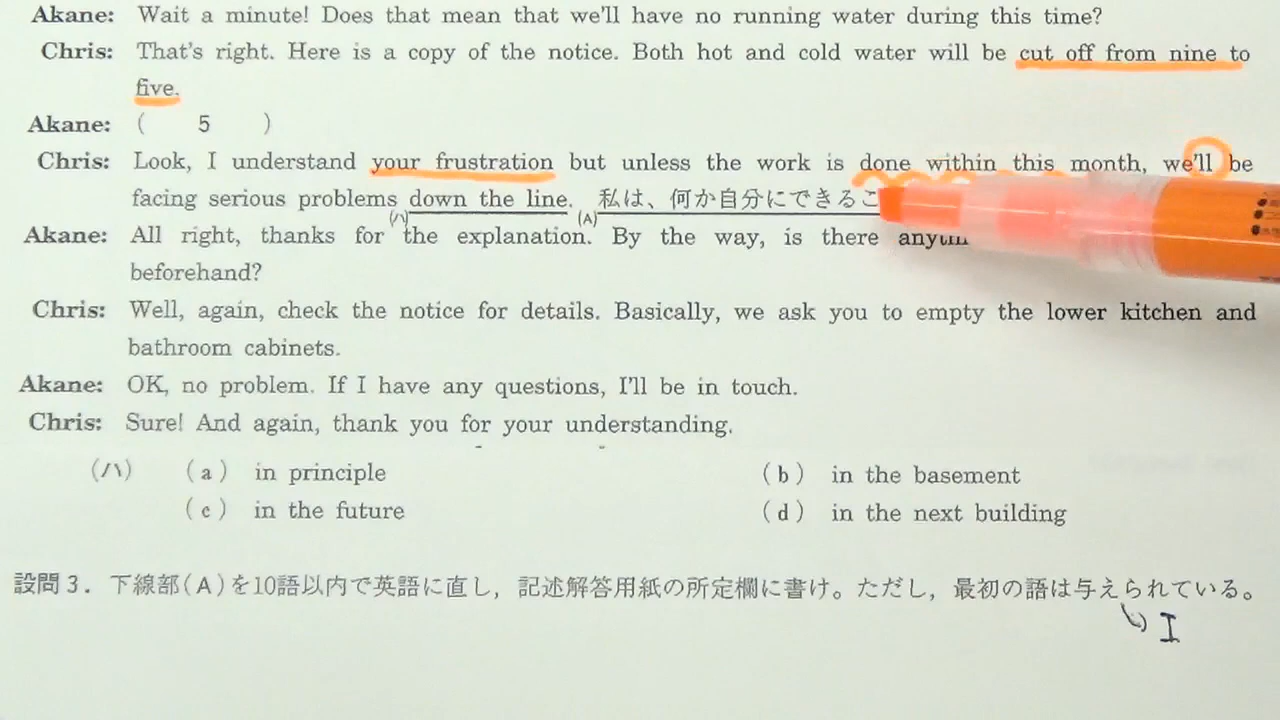 Akane: Wait a minute! Does that mean that we'll have no running water during this time?
Chris: That's right. Here is a copy of the notice. Both hot and cold water will be cut off from nine to
five.
Akane: ( 5 )
Chris: Look, I understand your frustration but unless the work is done within this month, we'll be
facing serious problems down the line. 私は、何か自分にできるこ
(ハ) (A)
Akane: All right, thanks for the explanation. By the way, is there
beforehand?
Chris: Well, again, check the notice for details. Basically, we ask you to empty the lower kitchen and
bathroom cabinets.
Akane: OK, no problem. If I have any questions, I'll be in touch.
Chris: Sure! And again, thank you for your understanding.
(ハ) (a) in principle (b) in the basement
(c) in the future (d) in the next building
設問3. 下線部(A)を10語以内で英語に直し，記述解答用紙の所定欄に書け。ただし，最初の語は与えられている。
↳ I